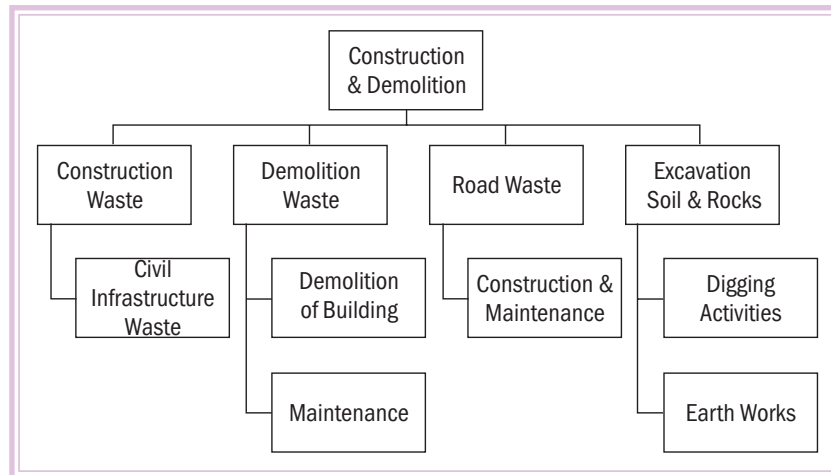 Construction
& Demolition
Construction
Waste
Demolition
Waste
Road Waste
Excavation
Soil & Rocks
Civil
Infrastructure
Waste
Demolition
of Building
Construction &
Maintenance
Digging
Activities
Maintenance
Earth Works